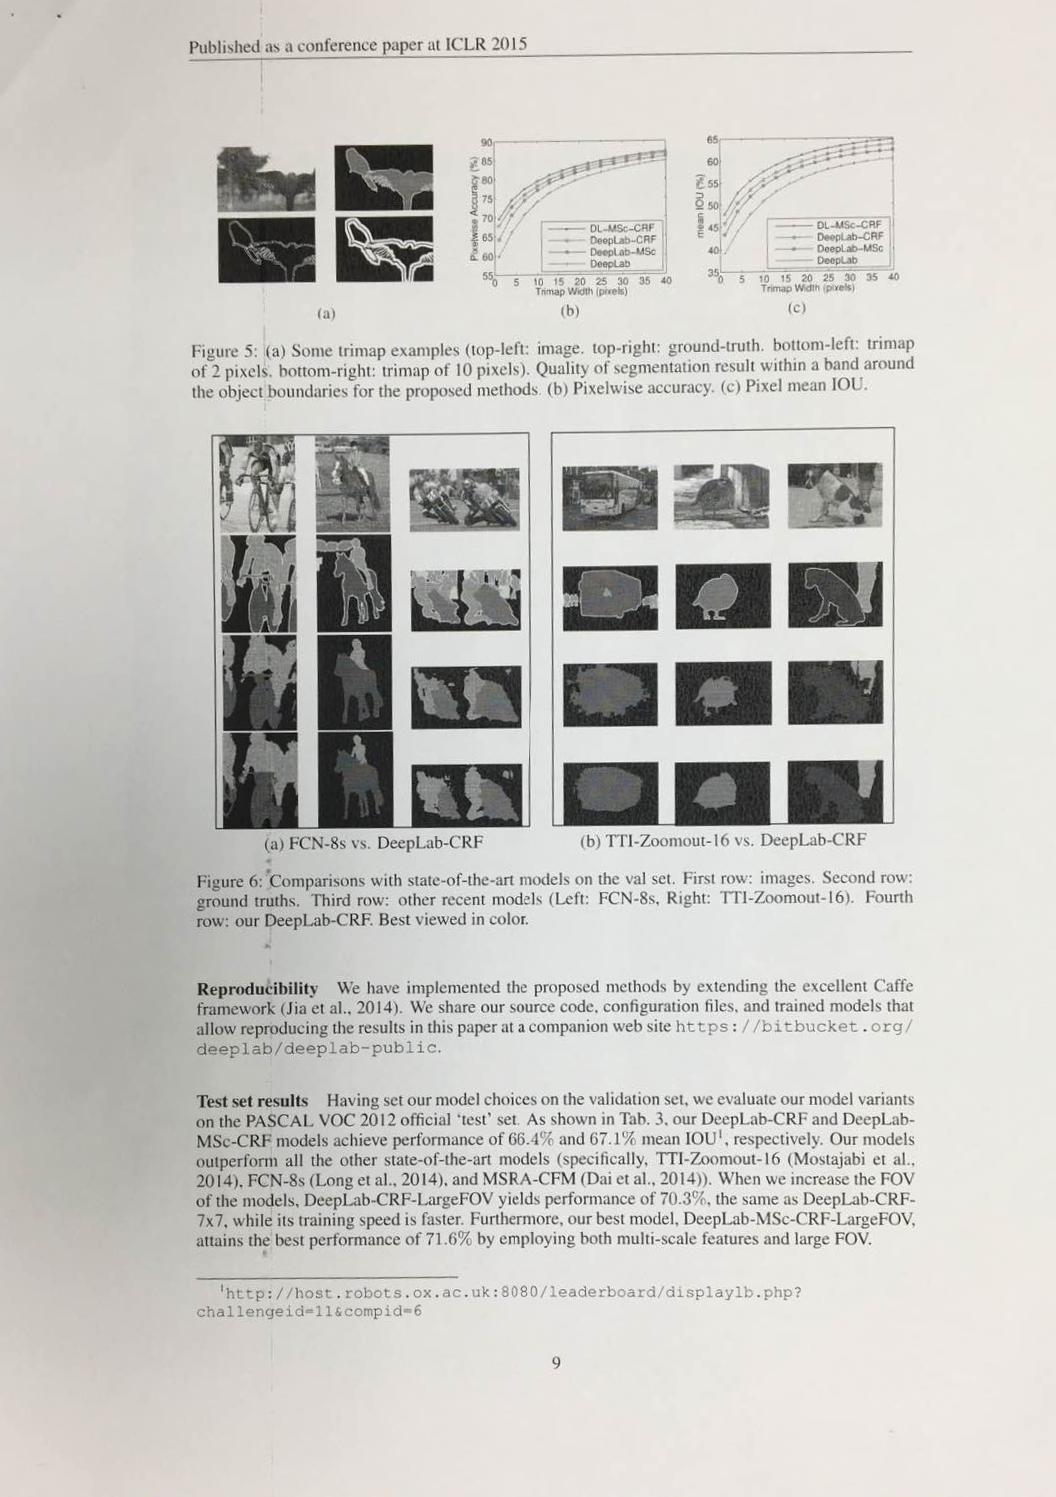 Published as a conference paper at ICLR 2015
90
85
80
75
70
65
60
55
Pixelwise Accuracy (%)
DL-MSc-CRF
DeepLab-CRF
DeepLab-MSc
DeepLab
0 5 10 15 20 25 30 35 40
Trimap Width (pixels)
65
60
55
50
45
40
35
mean IOU (%)
DL-MSc-CRF
DeepLab-CRF
DeepLab-MSc
DeepLab
0 5 10 15 20 25 30 35 40
Trimap Width (pixels)
(a)
(b)
(c)
Figure 5: (a) Some trimap examples (top-left: image. top-right: ground-truth. bottom-left: trimap
of 2 pixels. bottom-right: trimap of 10 pixels). Quality of segmentation result within a band around
the object boundaries for the proposed methods. (b) Pixelwise accuracy. (c) Pixel mean IOU.
(a) FCN-8s vs. DeepLab-CRF
(b) TTI-Zoomout-16 vs. DeepLab-CRF
Figure 6: Comparisons with state-of-the-art models on the val set. First row: images. Second row:
ground truths. Third row: other recent models (Left: FCN-8s, Right: TTI-Zoomout-16). Fourth
row: our DeepLab-CRF. Best viewed in color.
Reproducibility We have implemented the proposed methods by extending the excellent Caffe
framework (Jia et al., 2014). We share our source code, configuration files, and trained models that
allow reproducing the results in this paper at a companion web site https://bitbucket.org/
deeplab/deeplab-public.
Test set results Having set our model choices on the validation set, we evaluate our model variants
on the PASCAL VOC 2012 official ‘test’ set. As shown in Tab. 3, our DeepLab-CRF and DeepLab-
MSc-CRF models achieve performance of 66.4% and 67.1% mean IOU¹, respectively. Our models
outperform all the other state-of-the-art models (specifically, TTI-Zoomout-16 (Mostajabi et al.,
2014), FCN-8s (Long et al., 2014), and MSRA-CFM (Dai et al., 2014)). When we increase the FOV
of the models, DeepLab-CRF-LargeFOV yields performance of 70.3%, the same as DeepLab-CRF-
7x7, while its training speed is faster. Furthermore, our best model, DeepLab-MSc-CRF-LargeFOV,
attains the best performance of 71.6% by employing both multi-scale features and large FOV.
¹http://host.robots.ox.ac.uk:8080/leaderboard/displaylb.php?
challengeid=11&compid=6
9